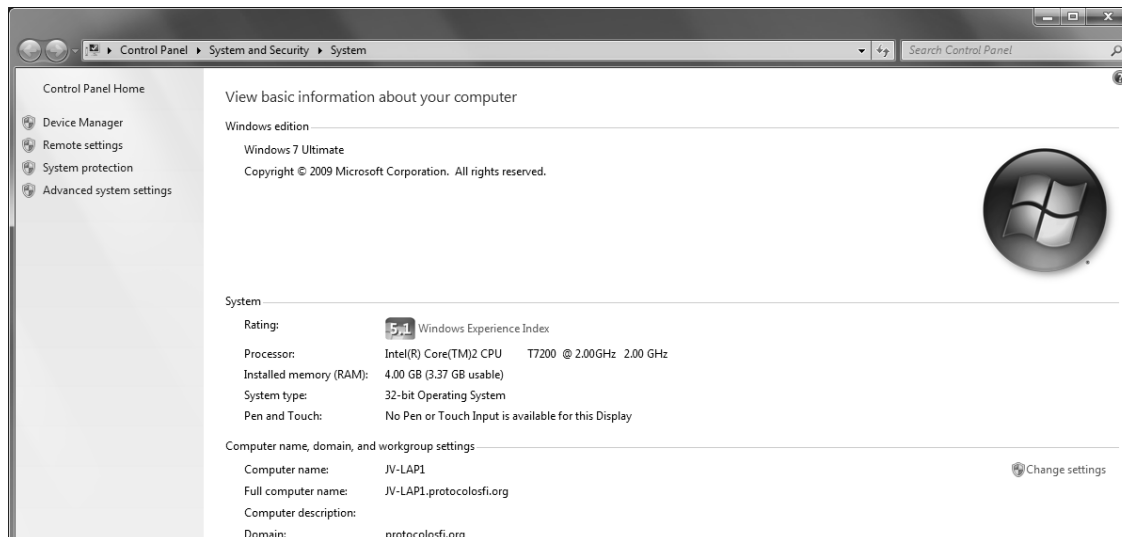 Control Panel ▸ System and Security ▸ System
Search Control Panel
Control Panel Home
Device Manager
Remote settings
System protection
Advanced system settings
View basic information about your computer
Windows edition
Windows 7 Ultimate
Copyright © 2009 Microsoft Corporation. All rights reserved.
System
Rating: 5,1 Windows Experience Index
Processor: Intel(R) Core(TM)2 CPU T7200 @ 2.00GHz 2.00 GHz
Installed memory (RAM): 4.00 GB (3.37 GB usable)
System type: 32-bit Operating System
Pen and Touch: No Pen or Touch Input is available for this Display
Computer name, domain, and workgroup settings
Computer name: JV-LAP1
Change settings
Full computer name: JV-LAP1.protocolosfi.org
Computer description:
Domain: protocolosfi.org